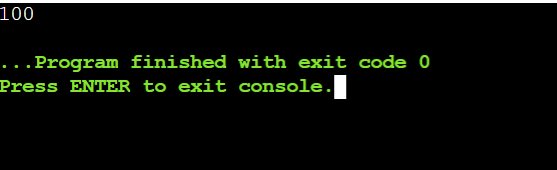 100
...Program finished with exit code 0
Press ENTER to exit console.